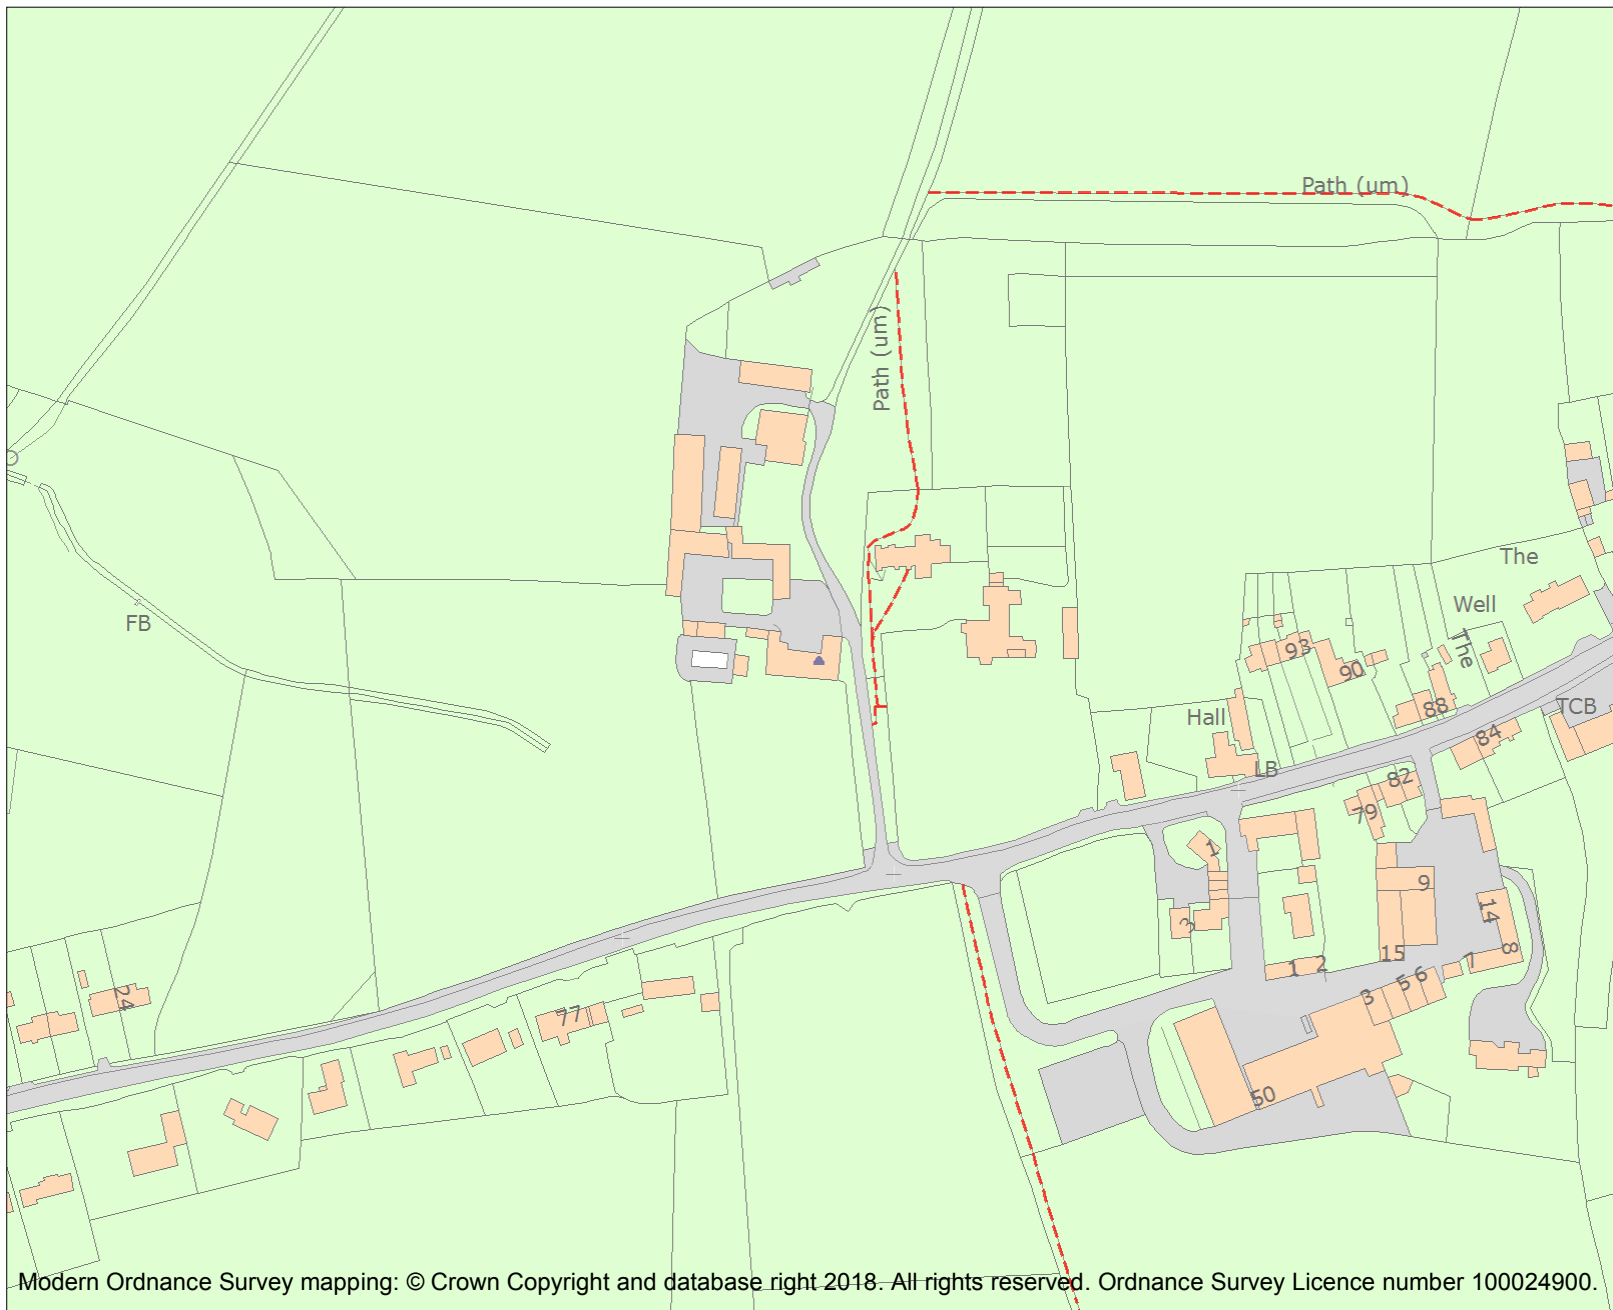 Path (um)
Path (um)
The
Well
The
FB
93
90
88
Hall
TCB
84
LB
82
79
1
9
14
3
8
15
7
1
2
6
5
3
24
77
50
Modern Ordnance Survey mapping: © Crown Copyright and database right 2018. All rights reserved. Ordnance Survey Licence number 100024900.